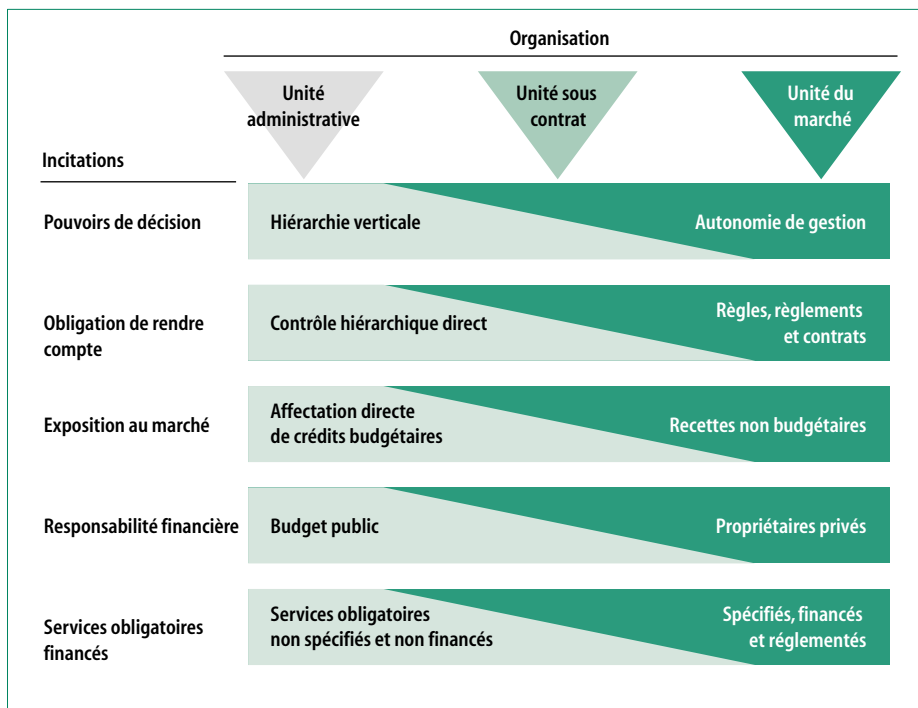 Organisation
Unité
administrative
Unité sous
contrat
Unité du
marché
Incitations
Pouvoirs de décision
Hiérarchie verticale
Autonomie de gestion
Obligation de rendre
compte
Contrôle hiérarchique direct
Règles, règlements
et contrats
Exposition au marché
Affectation directe
de crédits budgétaires
Recettes non budgétaires
Responsabilité financière
Budget public
Propriétaires privés
Services obligatoires
financés
Services obligatoires
non spécifiés et non financés
Spécifiés, financés
et réglementés